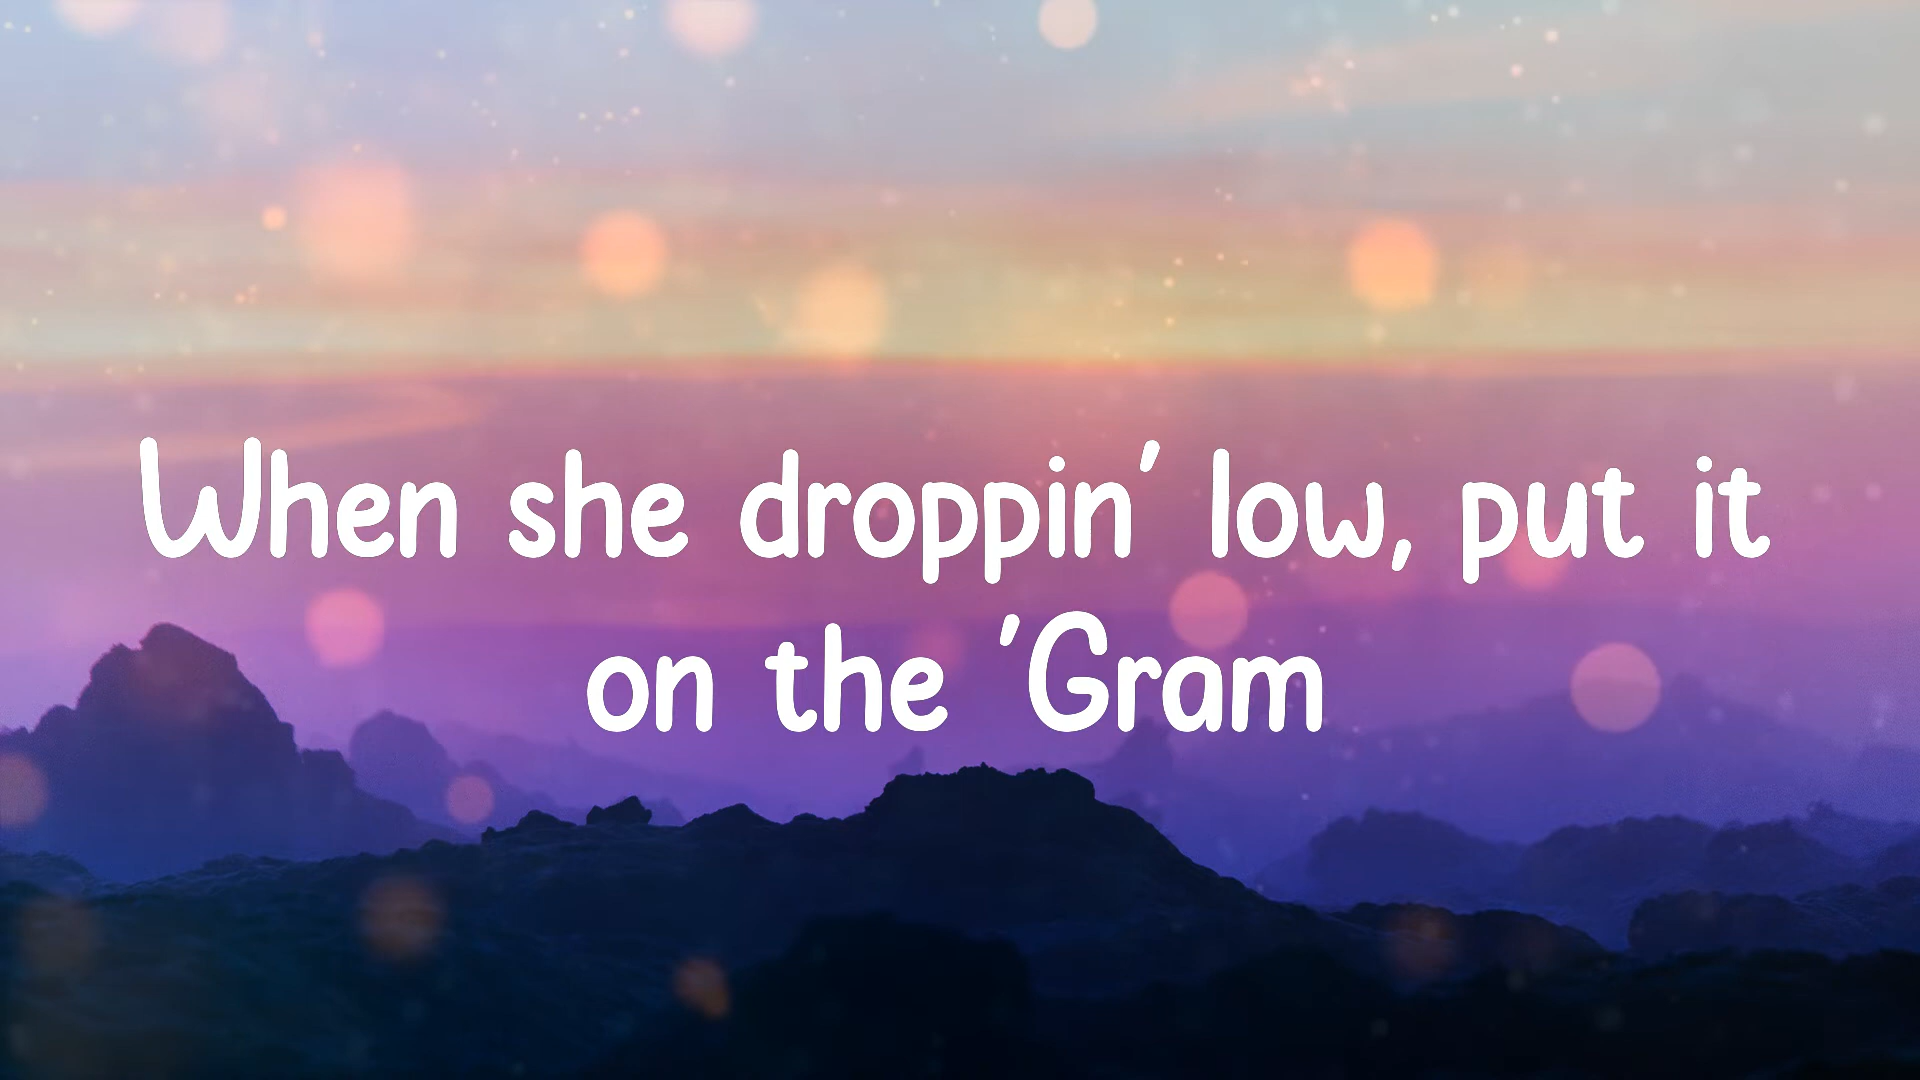 When she droppin' low, put it
on the 'Gram